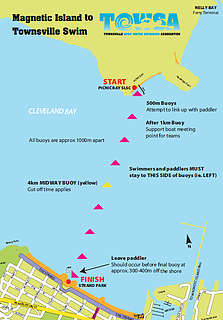 NELLY BAY
Ferry Terminal
Magnetic Island to
Townsville Swim
TOWSA
TOWNSVILLE OPEN WATER SWIMMING ASSOCIATION
START
PICNIC BAY SLSC
500m Buoys
Attempt to link up with paddler
CLEVELAND BAY
After 1km Buoy
Support boat meeting
point for teams
All buoys are approx 1000m apart
Swimmers and paddlers MUST
stay to THIS SIDE of buoys (ie. LEFT)
4km MIDWAY BUOY (yellow)
Cut off time applies
N
Leave paddler
Should occur before final buoy at
approx. 300-400m off the shore
FINISH
STRAND PARK